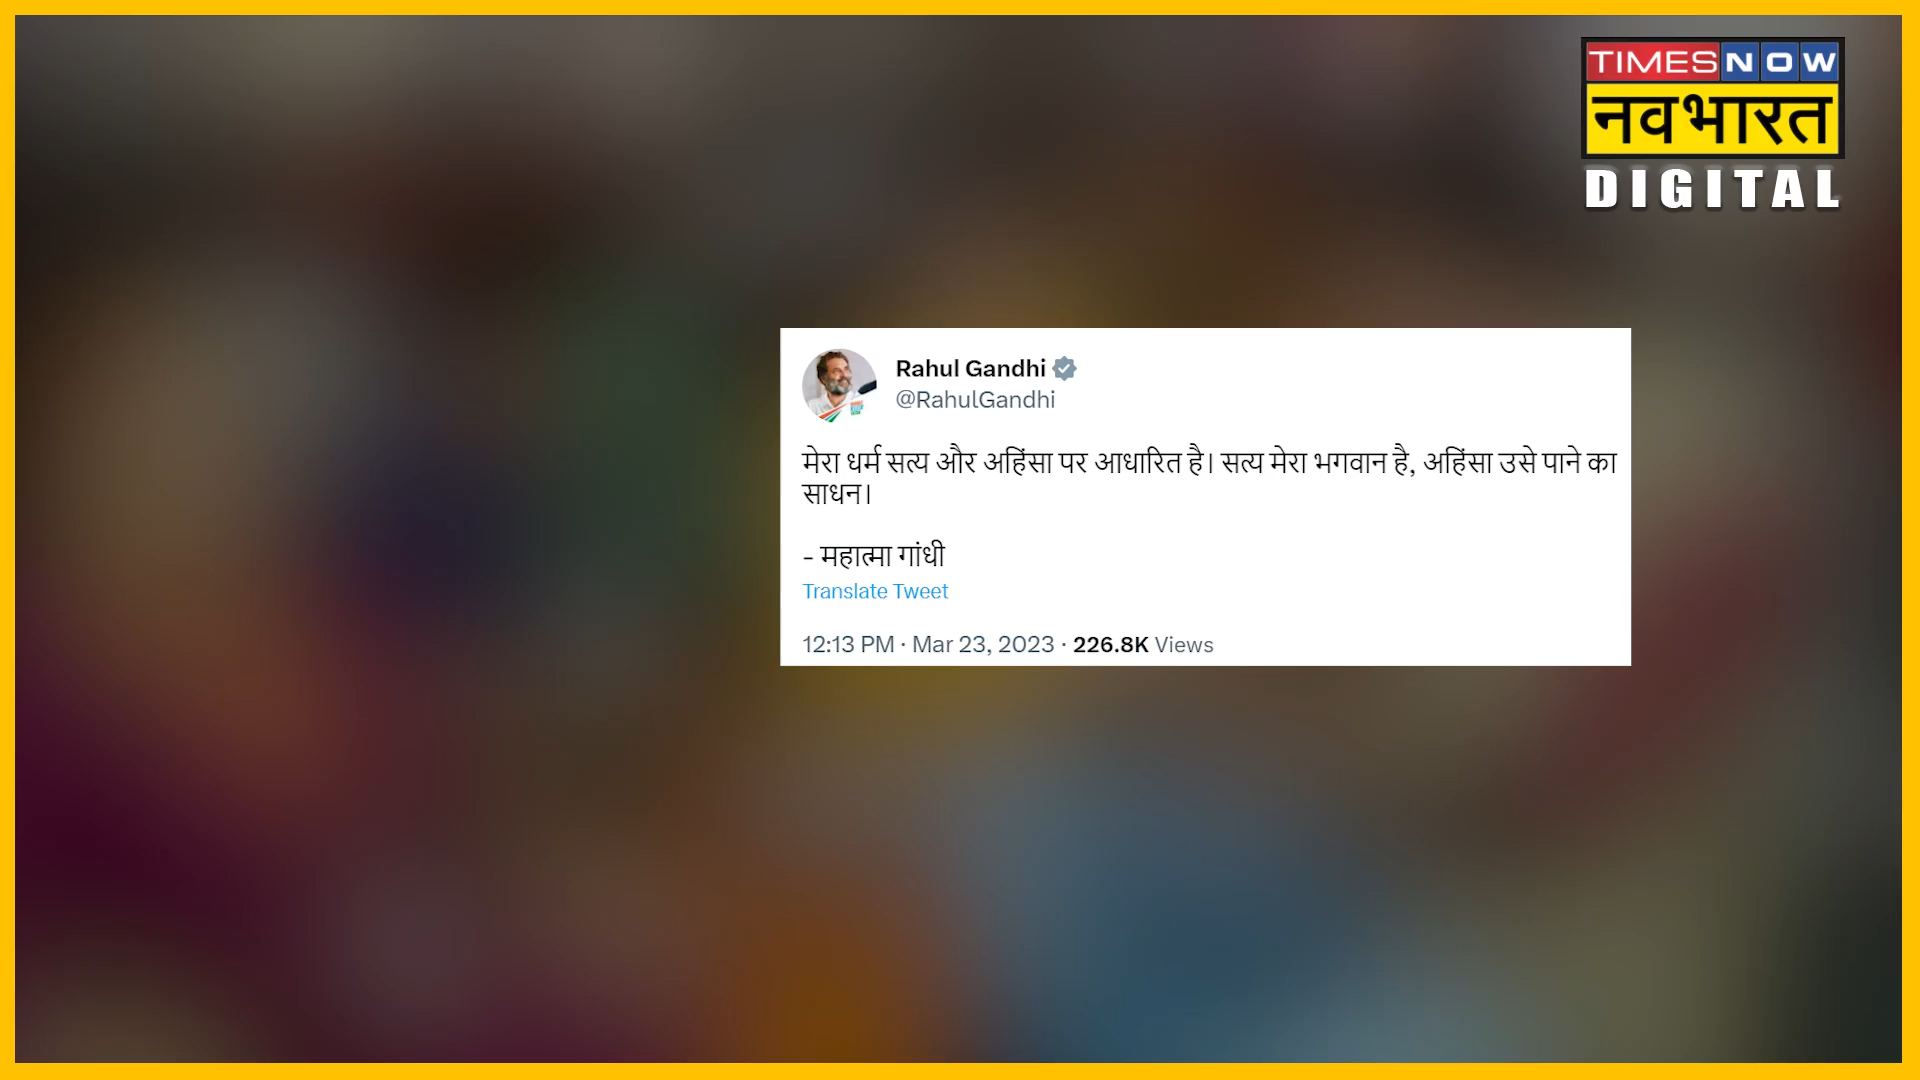 TIMES NOW
नवभारत
DIGITAL
Rahul Gandhi
@RahulGandhi
मेरा धर्म सत्य और अहिंसा पर आधारित है। सत्य मेरा भगवान है, अहिंसा उसे पाने का
साधन।
- महात्मा गांधी
Translate Tweet
12:13 PM · Mar 23, 2023 · 226.8K Views